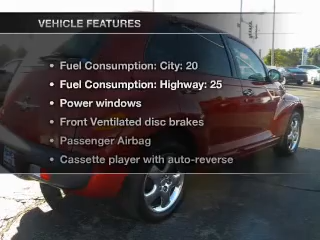 VEHICLE FEATURES
• Fuel Consumption: City: 20
• Fuel Consumption: Highway: 25
• Power windows
• Front Ventilated disc brakes
• Passenger Airbag
• Cassette player with auto-reverse